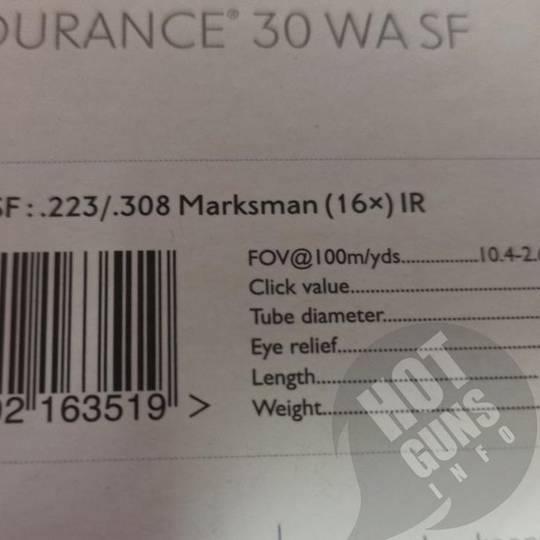 DURANCE® 30 WA SF
SF : .223/.308 Marksman (16×) IR
FOV@100m/yds..............10.4-2.
Click value
Tube diameter
Eye relief
Length
Weight
2 163519 >
HOT
GUNS
INFO